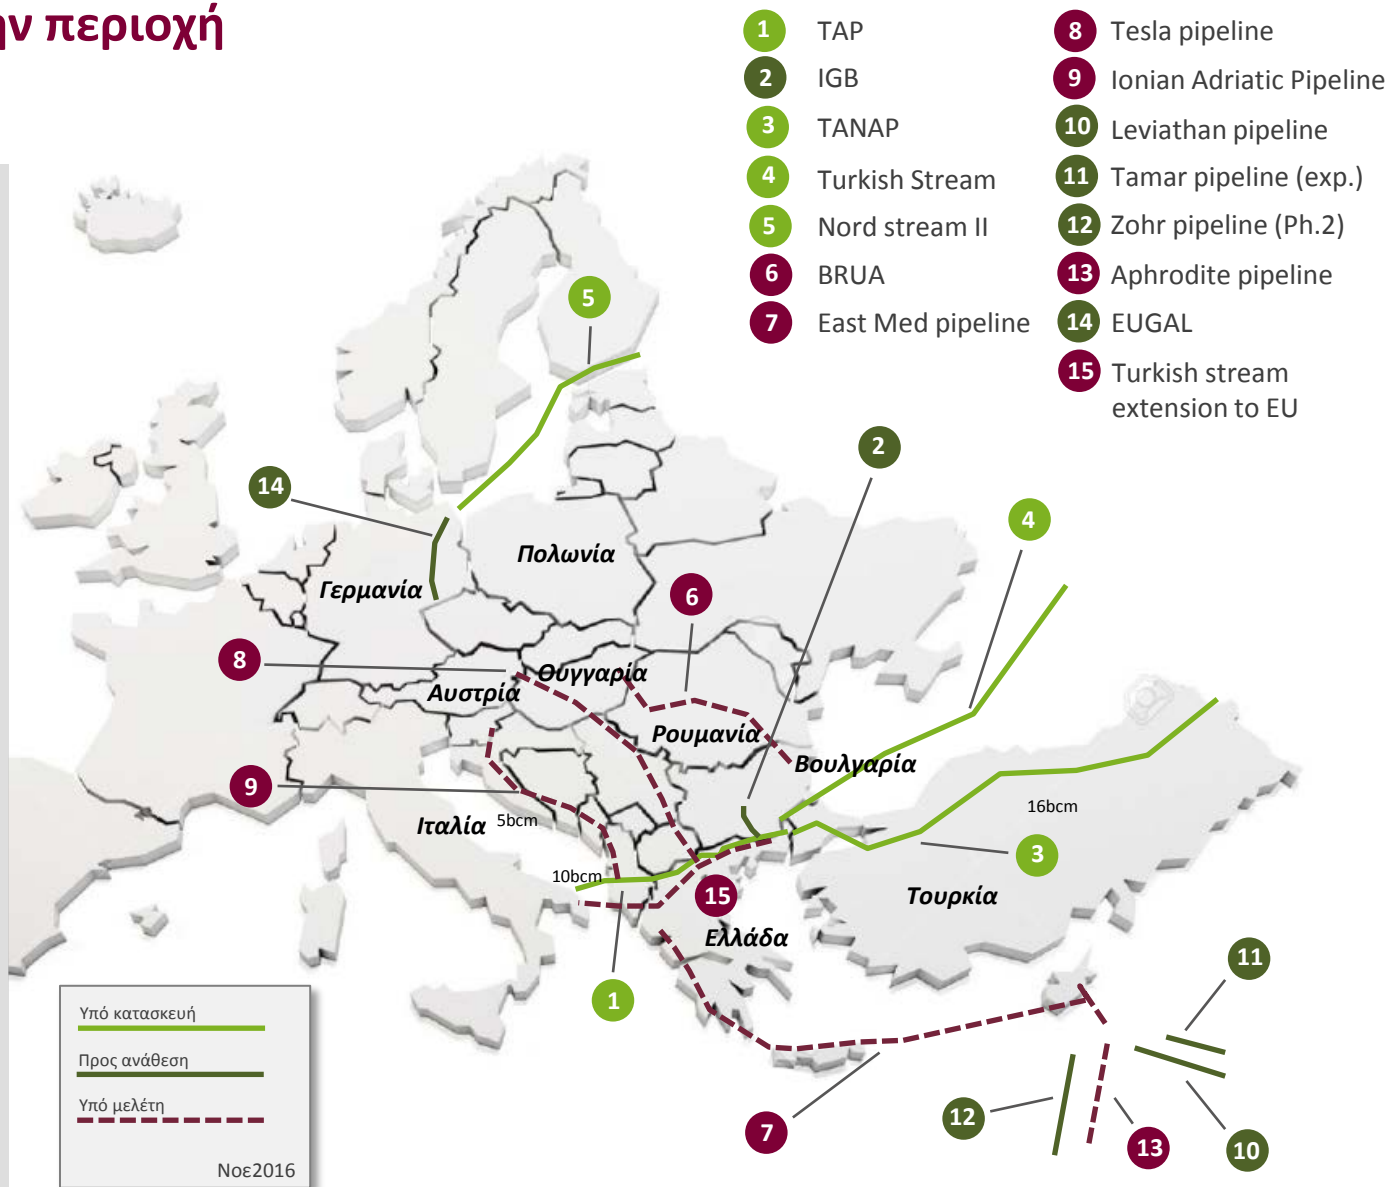 ην περιοχή
1 TAP
2 IGB
3 TANAP
4 Turkish Stream
5 Nord stream II
6 BRUA
7 East Med pipeline
8 Tesla pipeline
9 Ionian Adriatic Pipeline
10 Leviathan pipeline
11 Tamar pipeline (exp.)
12 Zohr pipeline (Ph.2)
13 Aphrodite pipeline
14 EUGAL
15 Turkish stream
extension to EU
5
2
14
4
Πολωνία
Γερμανία
6
8
Ουγγαρία
Αυστρία
Ρουμανία
Βουλγαρία
9
16bcm
Ιταλία
5bcm
3
10bcm
15
Τουρκία
Ελλάδα
11
1
12
7
13
10
Υπό κατασκευή
Προς ανάθεση
Υπό μελέτη
Νοε2016